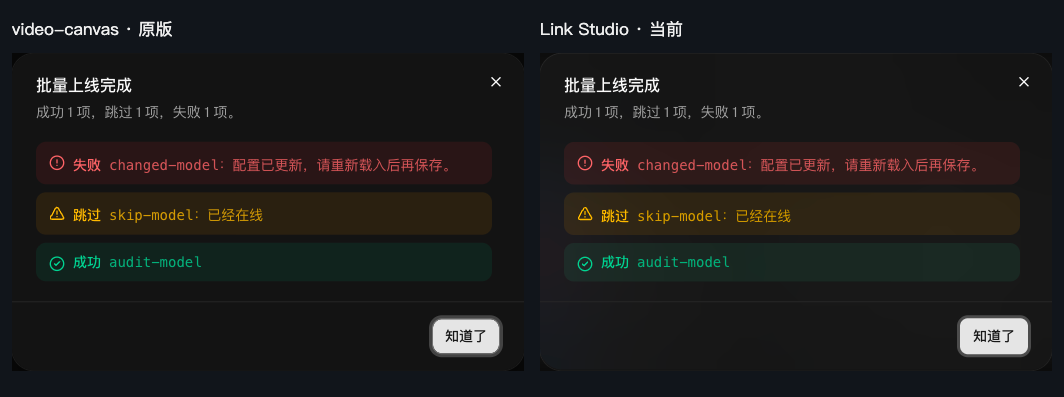 video-canvas · 原版
批量上线完成
成功 1 项，跳过 1 项，失败 1 项。
失败 changed-model：配置已更新，请重新载入后再保存。
跳过 skip-model：已经在线
成功 audit-model
知道了
Link Studio · 当前
批量上线完成
成功 1 项，跳过 1 项，失败 1 项。
失败 changed-model：配置已更新，请重新载入后再保存。
跳过 skip-model：已经在线
成功 audit-model
知道了